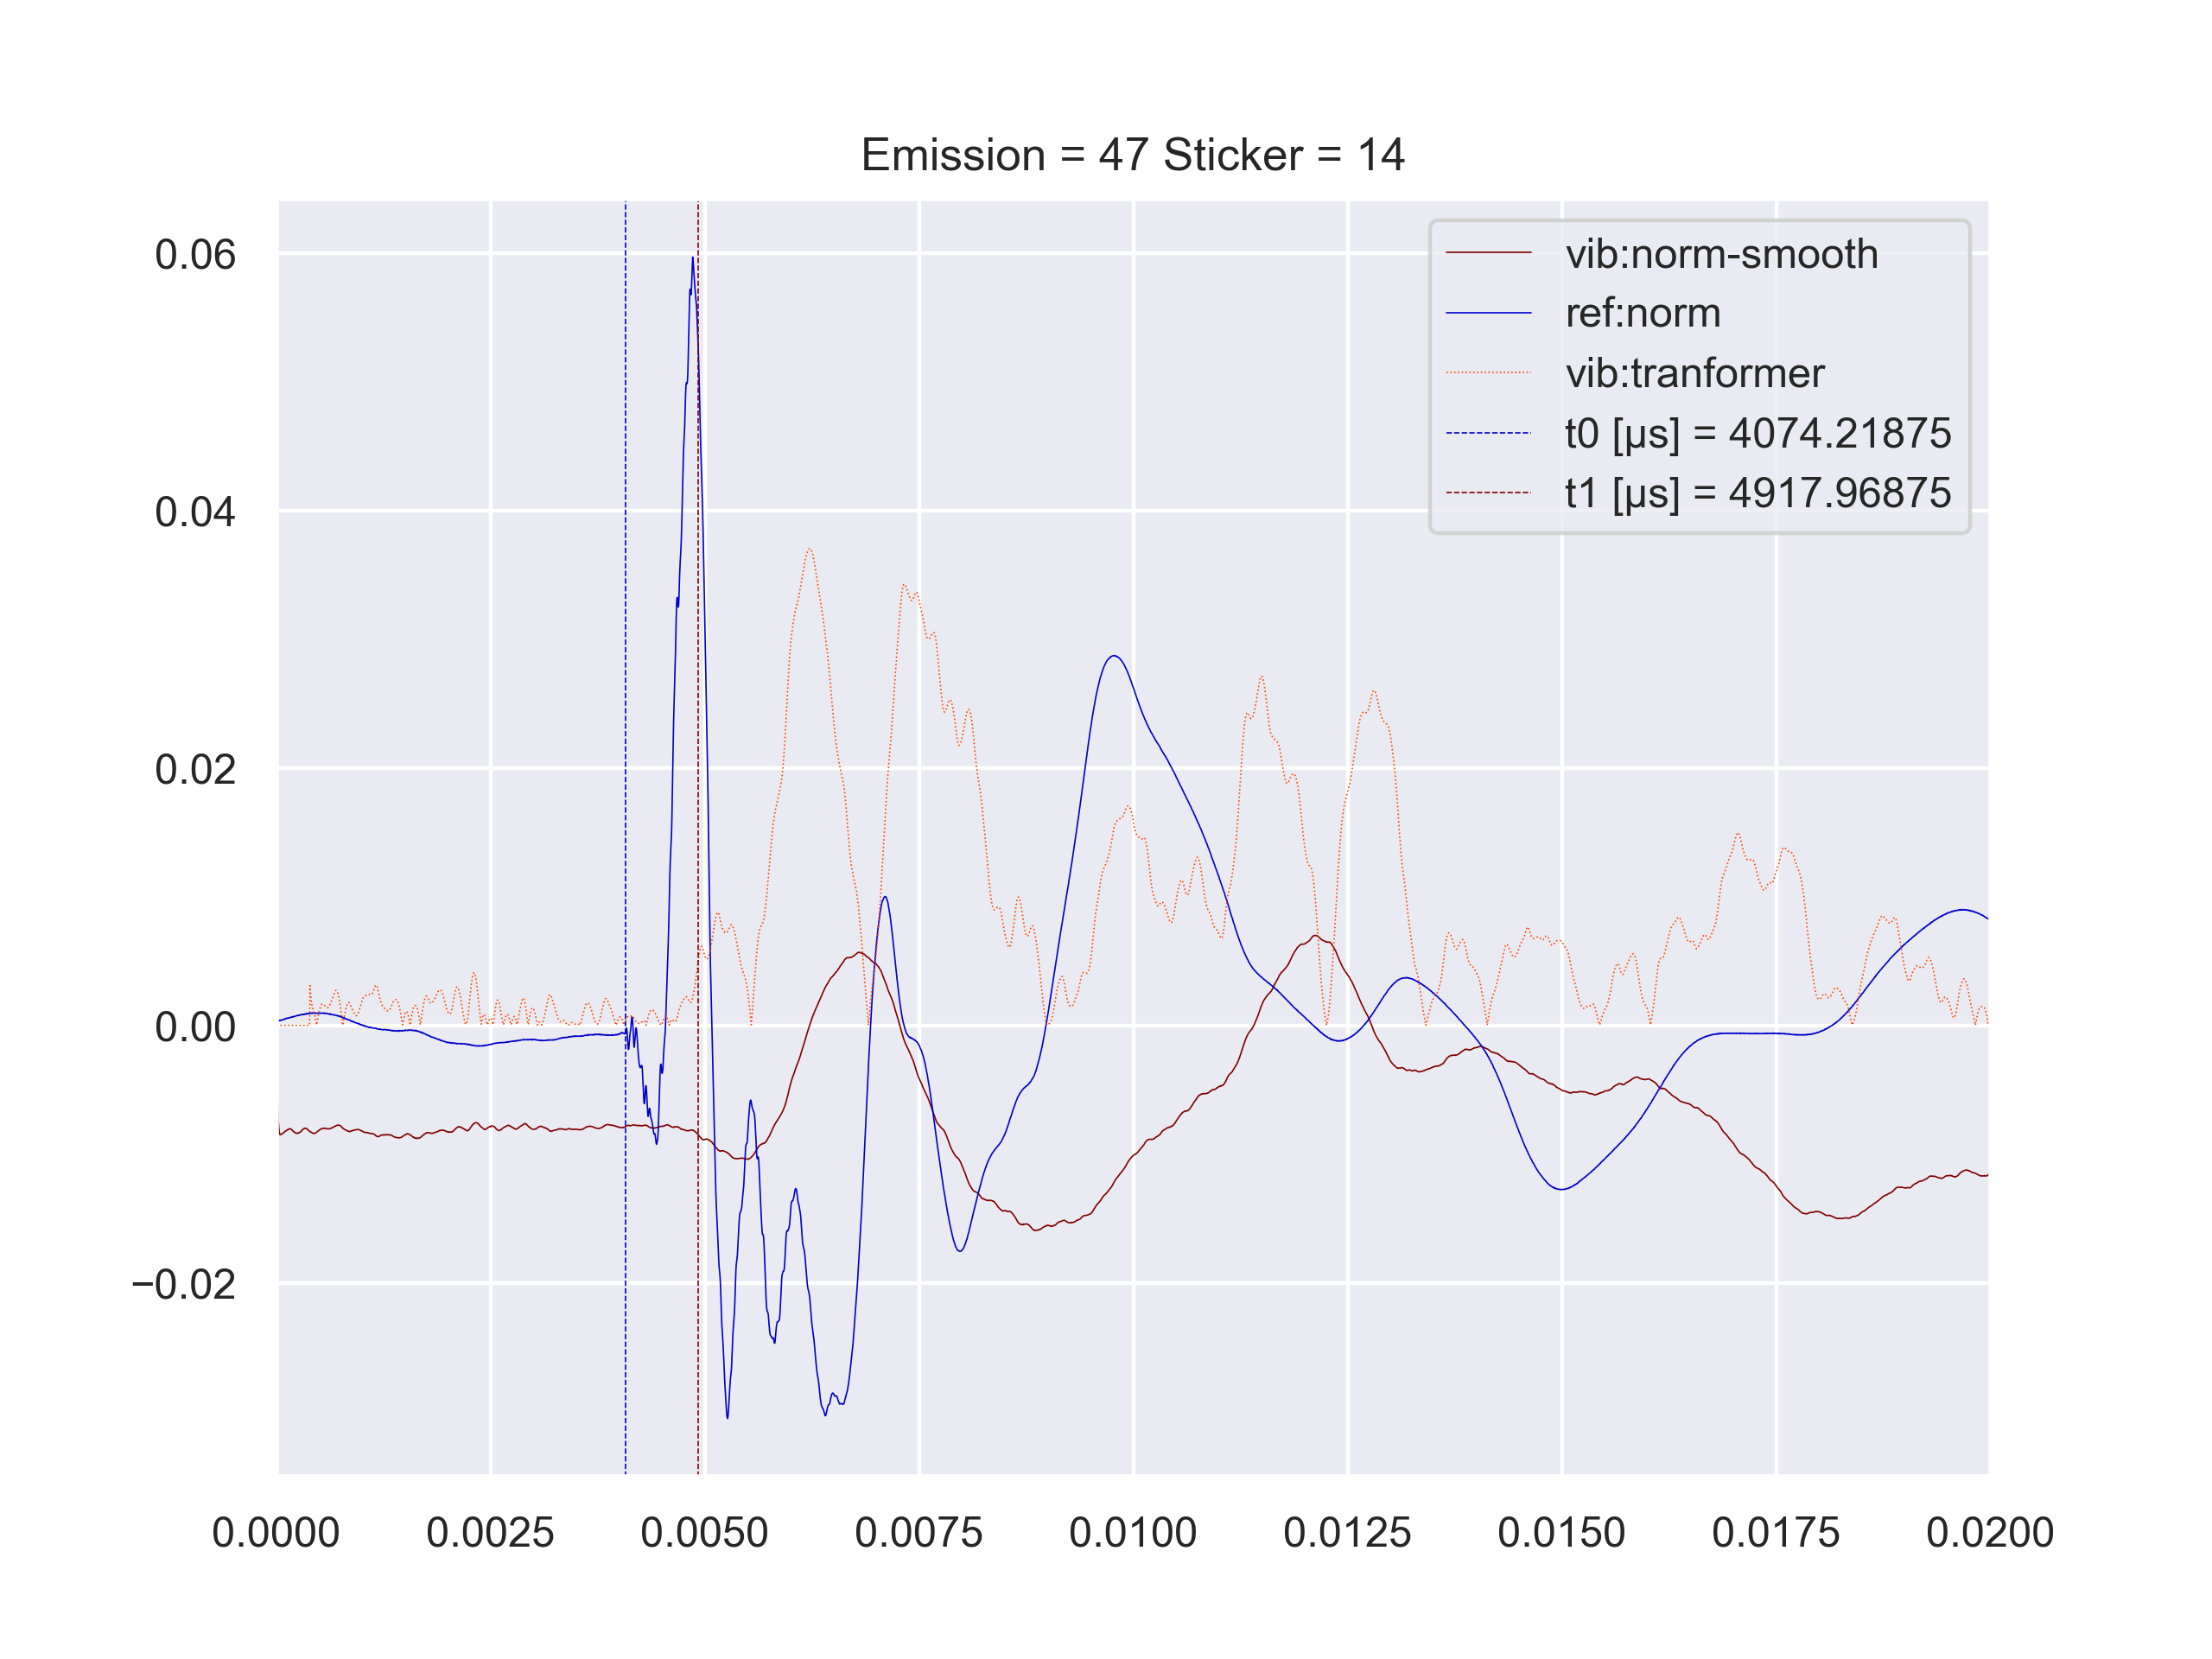 Emission = 47 Sticker = 14
0.06
0.04
0.02
0.00
−0.02
vib:norm-smooth
ref:norm
vib:tranformer
t0 [µs] = 4074.21875
t1 [µs] = 4917.96875
0.0000 0.0025 0.0050 0.0075 0.0100 0.0125 0.0150 0.0175 0.0200